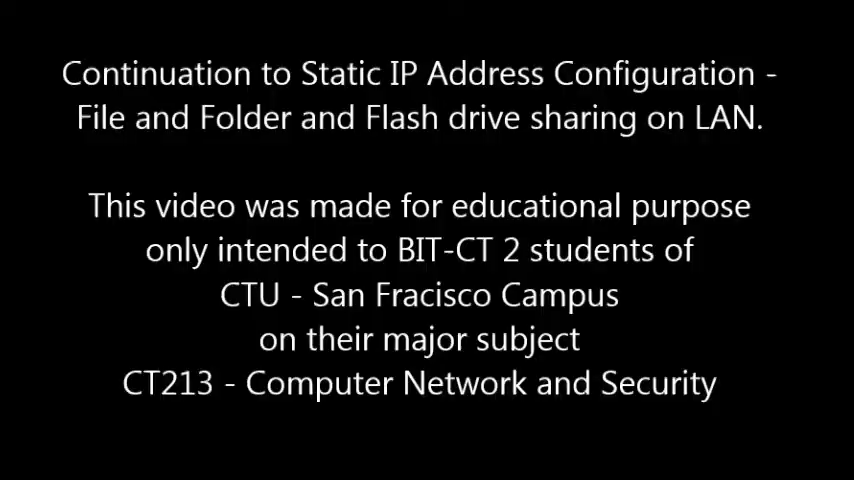 Continuation to Static IP Address Configuration -
File and Folder and Flash drive sharing on LAN.
This video was made for educational purpose
only intended to BIT-CT 2 students of
CTU - San Fracisco Campus
on their major subject
CT213 - Computer Network and Security